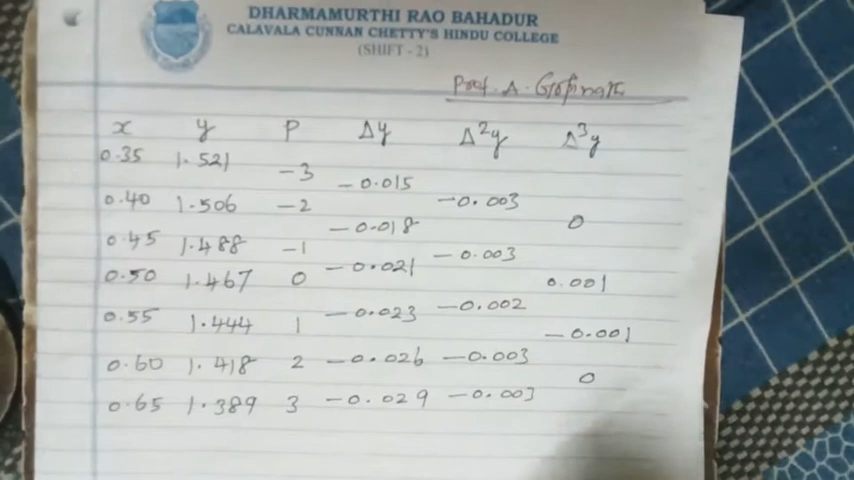 DHARMAMURTHI RAO BAHADUR
CALAVALA CUNNAN CHETTY'S HINDU COLLEGE
(SHIFT - 2)
Prof. A. Gopinath
x y P Δy Δ²y Δ³y
0.35 1.521 -3
-0.015
0.40 1.506 -2 -0.003
-0.018 0
0.45 1.488 -1 -0.003
-0.021
0.50 1.467 0 0.001
-0.023 -0.002
0.55 1.444 1 -0.001
0.60 1.418 2 -0.026 -0.003
0
0.65 1.389 3 -0.029 -0.003